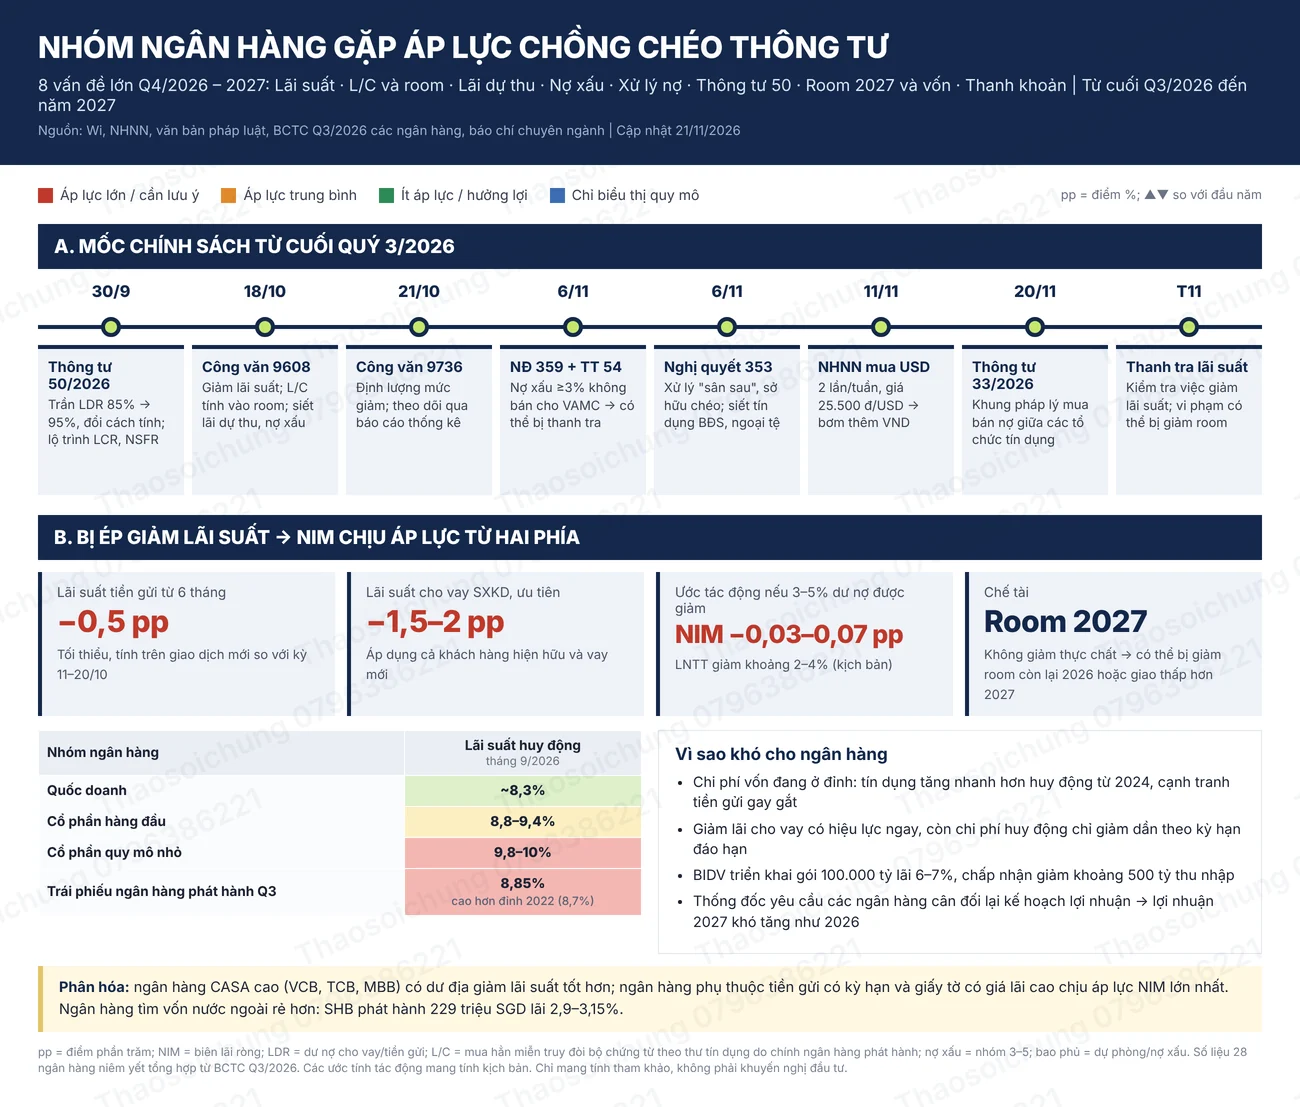 NHÓM NGÂN HÀNG GẶP ÁP LỰC CHỒNG CHÉO THÔNG TƯ
8 vấn đề lớn Q4/2026 – 2027: Lãi suất · L/C và room · Lãi dự thu · Nợ xấu · Xử lý nợ · Thông tư 50 · Room 2027 và vốn · Thanh khoản | Từ cuối Q3/2026 đến
năm 2027
Nguồn: Wi, NHNN, văn bản pháp luật, BCTC Q3/2026 các ngân hàng, báo chí chuyên ngành | Cập nhật 21/11/2026
Áp lực lớn / cần lưu ý
Áp lực trung bình
Ít áp lực / hưởng lợi
Chỉ biểu thị quy mô
pp = điểm %; ▲▼ so với đầu năm
A. MỐC CHÍNH SÁCH TỪ CUỐI QUÝ 3/2026
30/9
Thông tư
50/2026
Trần LDR 85% →
95%, đổi cách tính;
lộ trình LCR, NSFR
18/10
Công văn 9608
Giảm lãi suất; L/C
tính vào room; siết
lãi dự thu, nợ xấu
21/10
Công văn 9736
Định lượng mức
giảm; theo dõi qua
báo cáo thống kê
6/11
NĐ 359 + TT 54
Nợ xấu ≥3% không
bán cho VAMC → có
thể bị thanh tra
6/11
Nghị quyết 353
Xử lý "sân sau", sở
hữu chéo; siết tín
dụng BĐS, ngoại tệ
11/11
NHNN mua USD
2 lần/tuần, giá
25.500 đ/USD →
bơm thêm VND
20/11
Thông tư
33/2026
Khung pháp lý mua
bán nợ giữa các tổ
chức tín dụng
T11
Thanh tra lãi suất
Kiểm tra việc giảm
lãi suất; vi phạm có
thể bị giảm room
B. BỊ ÉP GIẢM LÃI SUẤT → NIM CHỊU ÁP LỰC TỪ HAI PHÍA
Lãi suất tiền gửi từ 6 tháng
−0,5 pp
Tối thiểu, tính trên giao dịch mới so với kỳ
11–20/10
Lãi suất cho vay SXKD, ưu tiên
−1,5–2 pp
Áp dụng cả khách hàng hiện hữu và vay
mới
Ước tác động nếu 3–5% dư nợ được
giảm
NIM −0,03–0,07 pp
LNTT giảm khoảng 2–4% (kịch bản)
Chế tài
Room 2027
Không giảm thực chất → có thể bị giảm
room còn lại 2026 hoặc giao thấp hơn
2027
Nhóm ngân hàng
Lãi suất huy động
tháng 9/2026
Quốc doanh
~8,3%
Cổ phần hàng đầu
8,8–9,4%
Cổ phần quy mô nhỏ
9,8–10%
Trái phiếu ngân hàng phát hành Q3
8,85%
cao hơn đỉnh 2022 (8,7%)
Vì sao khó cho ngân hàng
• Chi phí vốn đang ở đỉnh: tín dụng tăng nhanh hơn huy động từ 2024, cạnh tranh
tiền gửi gay gắt
• Giảm lãi cho vay có hiệu lực ngay, còn chi phí huy động chỉ giảm dần theo kỳ hạn
đáo hạn
• BIDV triển khai gói 100.000 tỷ lãi 6–7%, chấp nhận giảm khoảng 500 tỷ thu nhập
• Thống đốc yêu cầu các ngân hàng cân đối lại kế hoạch lợi nhuận → lợi nhuận
2027 khó tăng như 2026
Phân hóa: ngân hàng CASA cao (VCB, TCB, MBB) có dư địa giảm lãi suất tốt hơn; ngân hàng phụ thuộc tiền gửi có kỳ hạn và giấy tờ có giá lãi cao chịu áp lực NIM lớn nhất.
Ngân hàng tìm vốn nước ngoài rẻ hơn: SHB phát hành 229 triệu SGD lãi 2,9–3,15%.
pp = điểm phần trăm; NIM = biên lãi ròng; LDR = dư nợ cho vay/tiền gửi; L/C = mua hẳn miễn truy đòi bộ chứng từ theo thư tín dụng do chính ngân hàng phát hành; nợ xấu = nhóm 3–5; bao phủ = dự phòng/nợ xấu. Số liệu 28
ngân hàng niêm yết tổng hợp từ BCTC Q3/2026. Các ước tính tác động mang tính kịch bản. Chỉ mang tính tham khảo, không phải khuyến nghị đầu tư.
Thaosoichung 0796386221